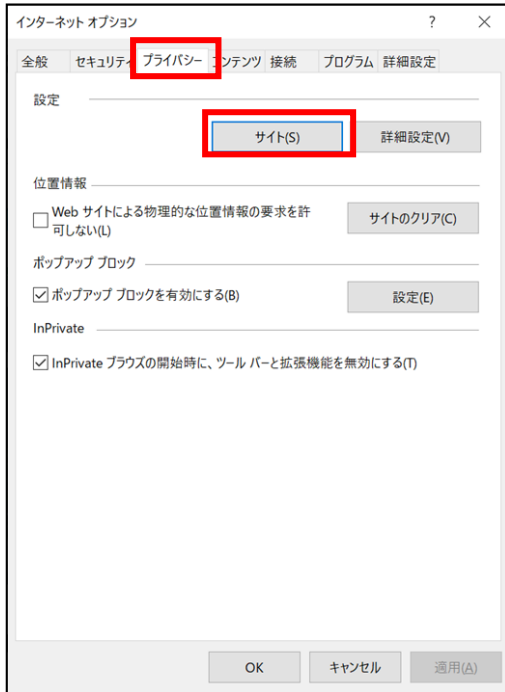 インターネット オプション
全般 セキュリティ プライバシー コンテンツ 接続 プログラム 詳細設定
設定
サイト(S) 詳細設定(V)
位置情報
Web サイトによる物理的な位置情報の要求を許
可しない(L)
サイトのクリア(C)
ポップアップ ブロック
ポップアップ ブロックを有効にする(B) 設定(E)
InPrivate
InPrivate ブラウズの開始時に、ツール バーと拡張機能を無効にする(T)
OK キャンセル 適用(A)